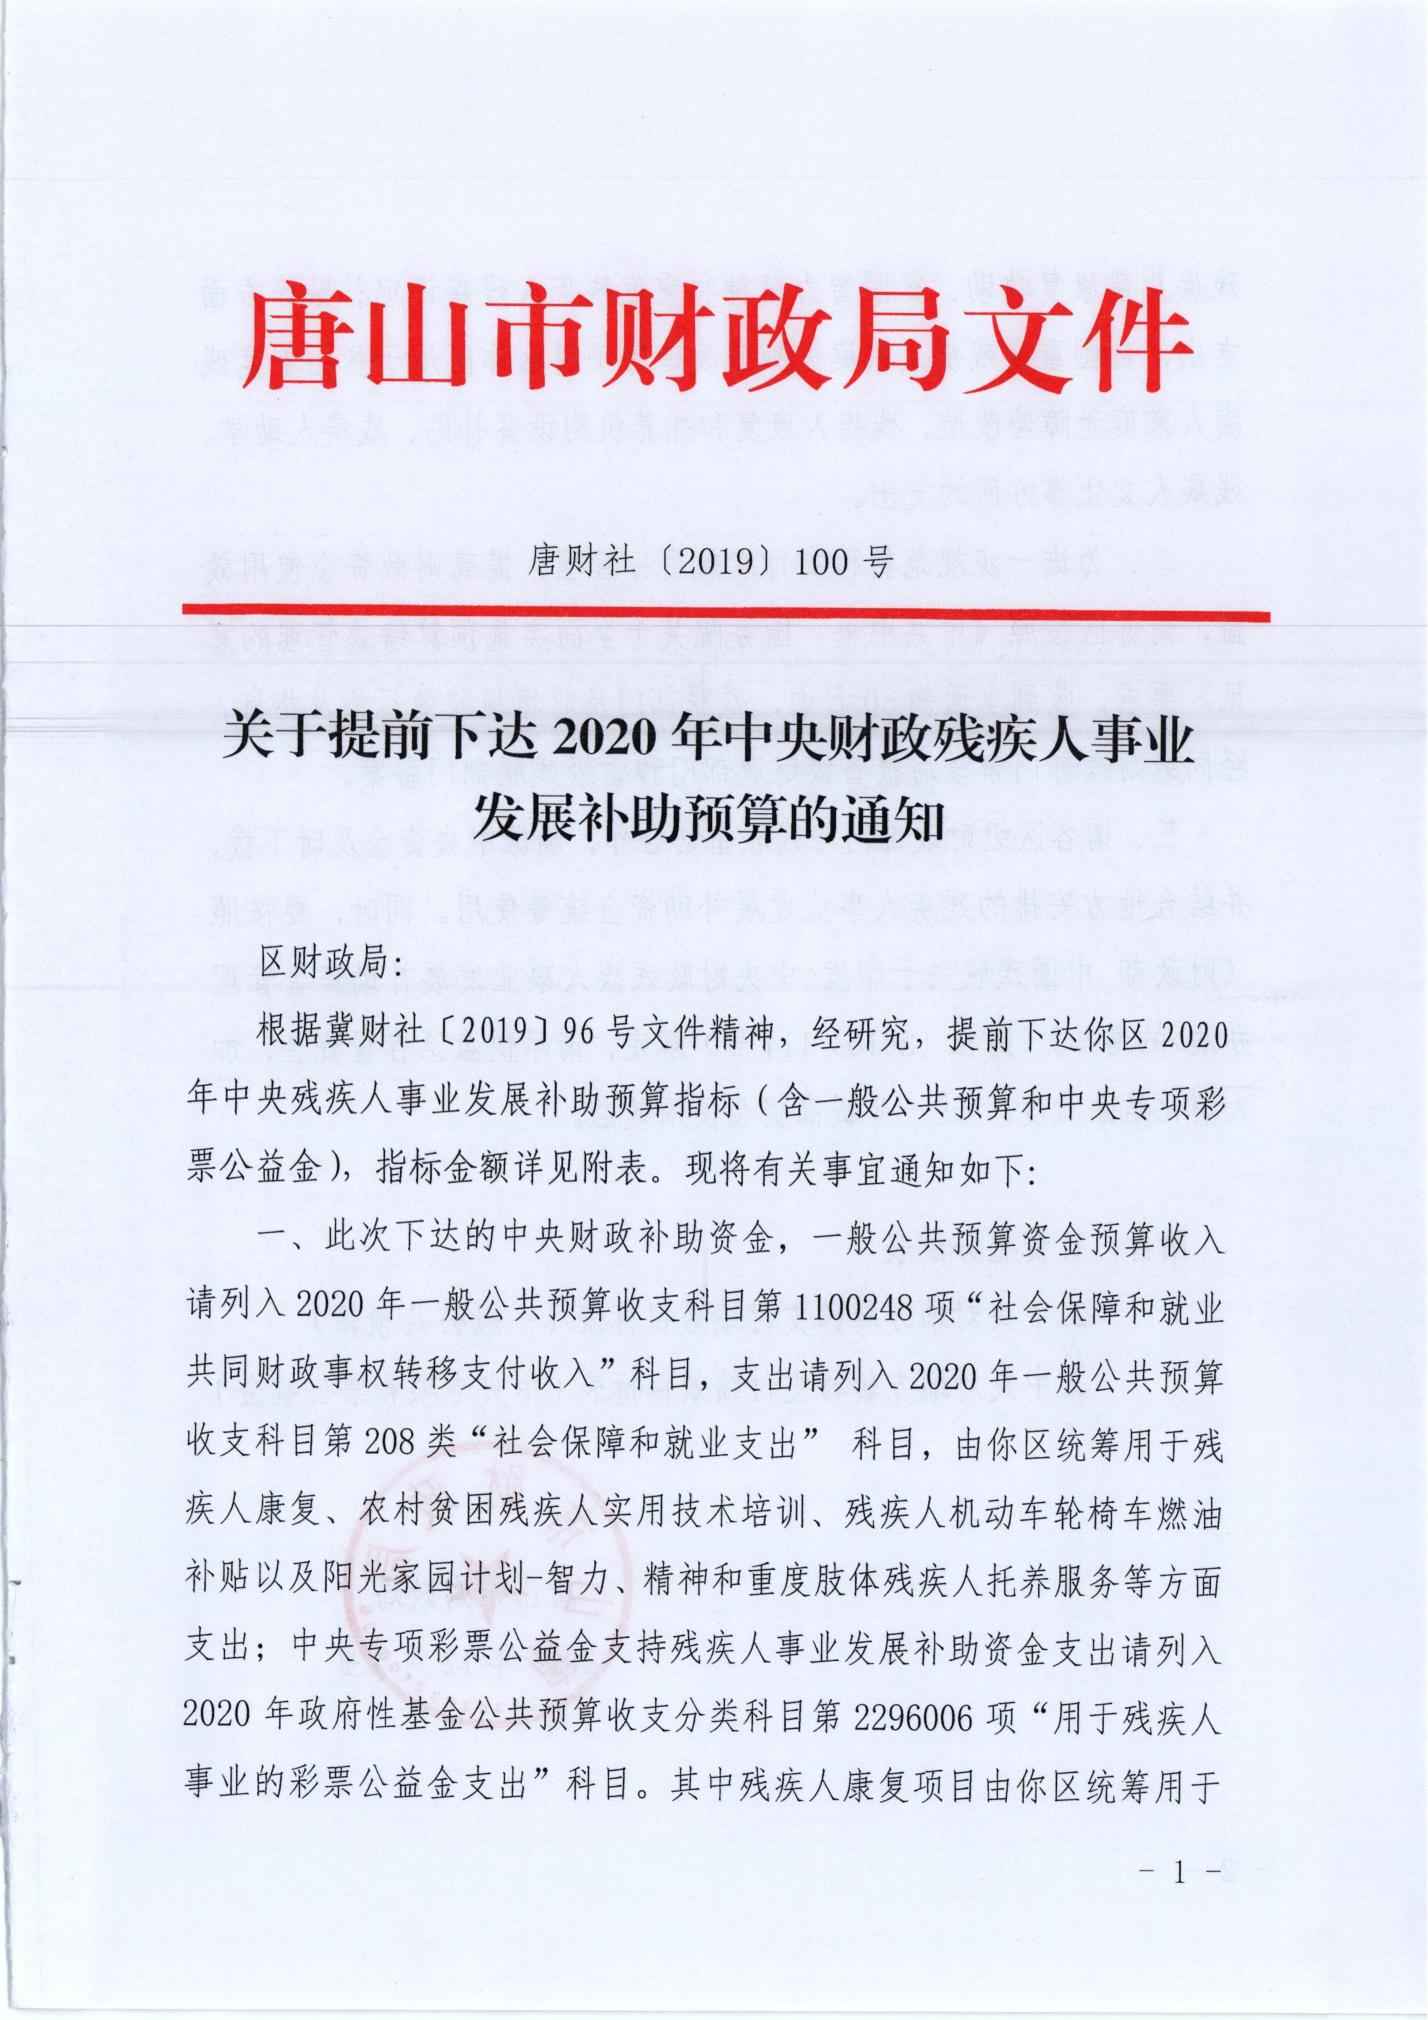 唐山市财政局文件
唐财社〔2019〕100号
关于提前下达2020年中央财政残疾人事业
发展补助预算的通知
区财政局：
根据冀财社〔2019〕96号文件精神，经研究，提前下达你区2020
年中央残疾人事业发展补助预算指标（含一般公共预算和中央专项彩
票公益金），指标金额详见附表。现将有关事宜通知如下：
一、此次下达的中央财政补助资金，一般公共预算资金预算收入
请列入2020年一般公共预算收支科目第1100248项“社会保障和就业
共同财政事权转移支付收入”科目，支出请列入2020年一般公共预算
收支科目第208类“社会保障和就业支出” 科目，由你区统筹用于残
疾人康复、农村贫困残疾人实用技术培训、残疾人机动车轮椅车燃油
补贴以及阳光家园计划-智力、精神和重度肢体残疾人托养服务等方面
支出；中央专项彩票公益金支持残疾人事业发展补助资金支出请列入
2020年政府性基金公共预算收支分类科目第2296006项“用于残疾人
事业的彩票公益金支出”科目。其中残疾人康复项目由你区统筹用于
- 1 -